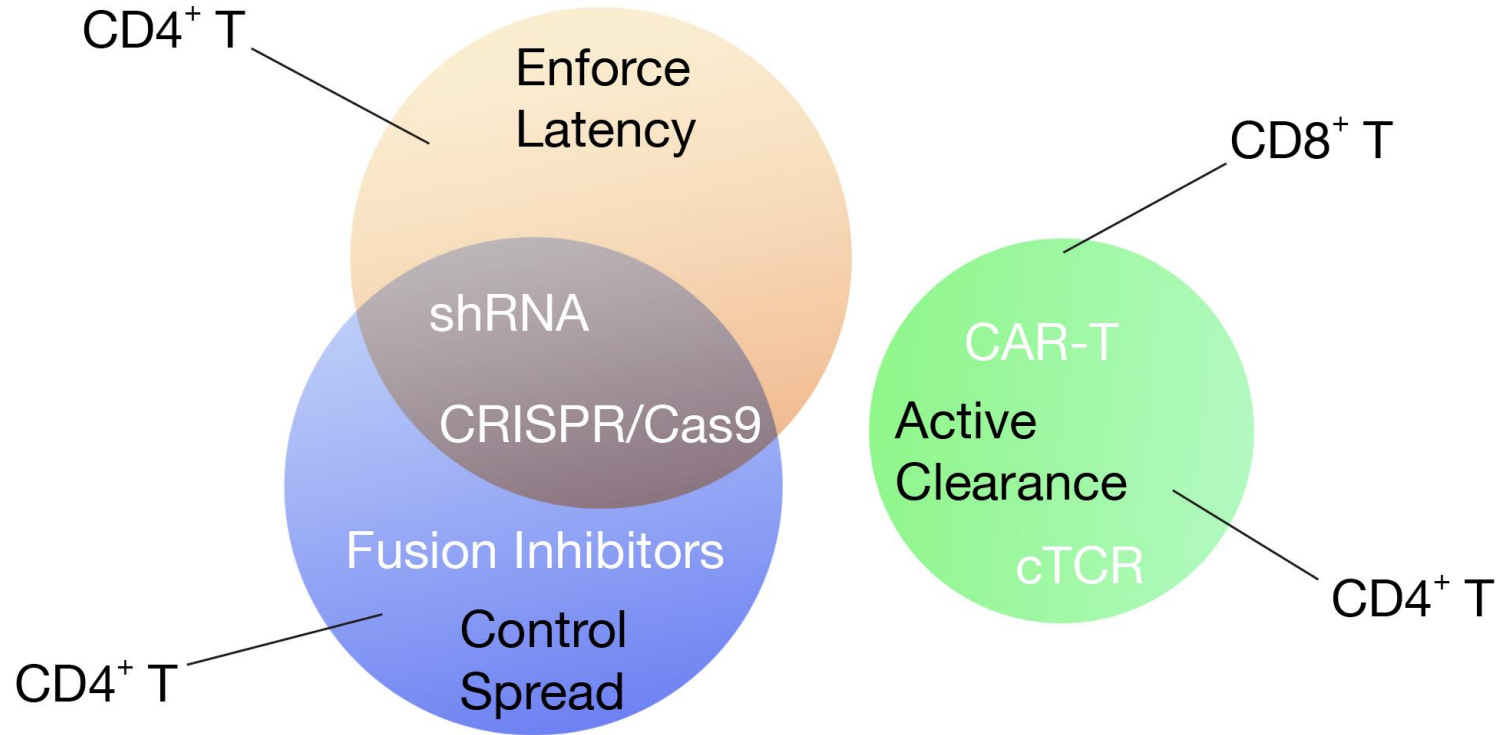 CD4⁺ T
Enforce
Latency
CD8⁺ T
shRNA
CRISPR/Cas9
CAR-T
Active
Clearance
cTCR
CD4⁺ T
Fusion Inhibitors
Control
Spread
CD4⁺ T